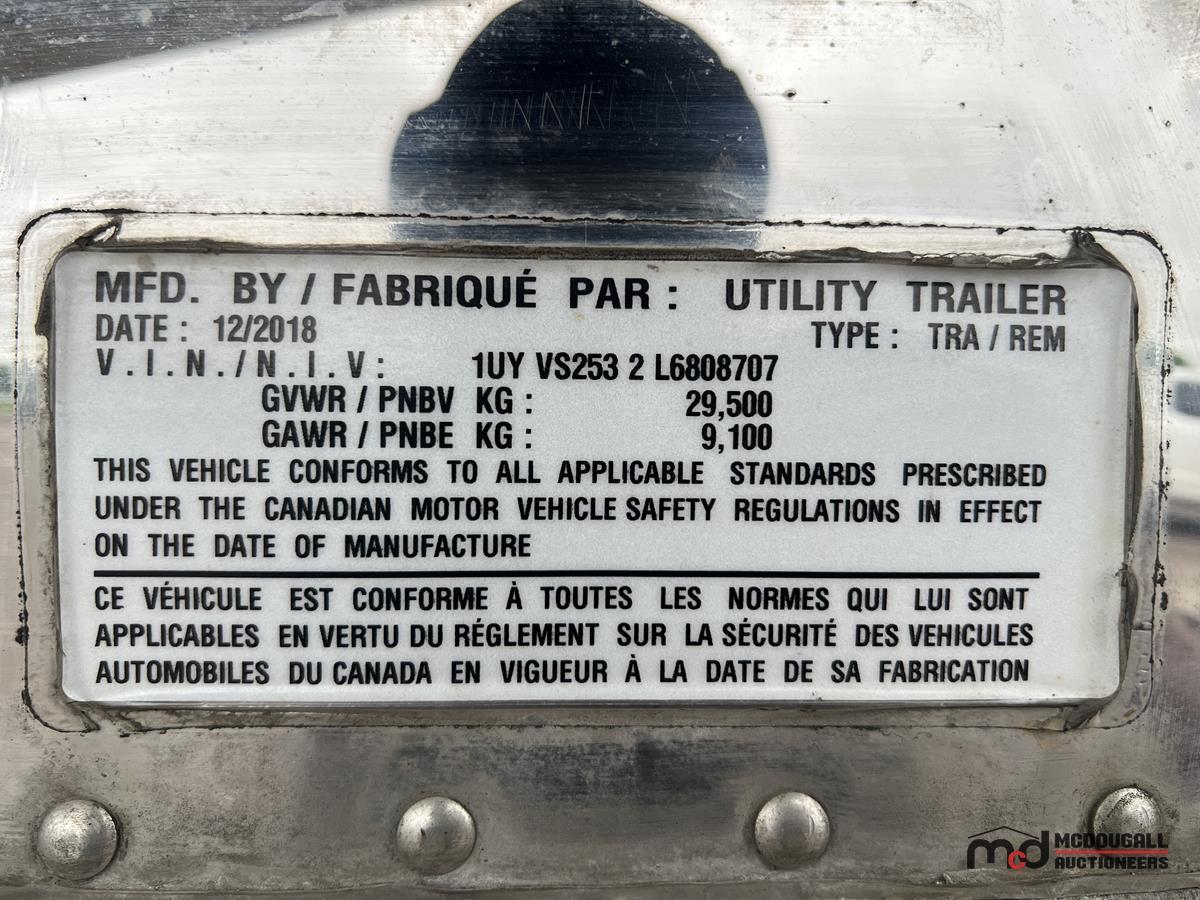 MFD. BY / FABRIQUÉ PAR : UTILITY TRAILER
DATE : 12/2018 TYPE : TRA / REM
V.I.N./N.I.V: 1UY VS253 2 L6808707
GVWR / PNBV KG : 29,500
GAWR / PNBE KG : 9,100
THIS VEHICLE CONFORMS TO ALL APPLICABLE STANDARDS PRESCRIBED
UNDER THE CANADIAN MOTOR VEHICLE SAFETY REGULATIONS IN EFFECT
ON THE DATE OF MANUFACTURE
CE VÉHICULE EST CONFORME À TOUTES LES NORMES QUI LUI SONT
APPLICABLES EN VERTU DU RÉGLEMENT SUR LA SÉCURITÉ DES VEHICULES
AUTOMOBILES DU CANADA EN VIGUEUR À LA DATE DE SA FABRICATION
mcd MCDOUGALL
AUCTIONEERS